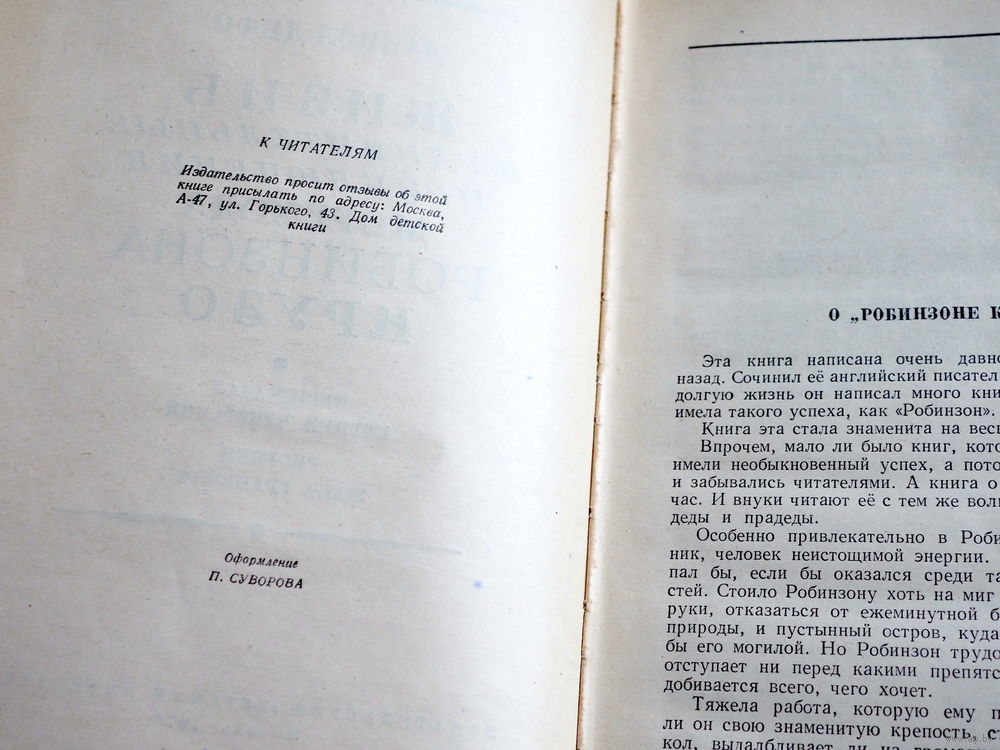 К ЧИТАТЕЛЯМ
Издательство просит отзывы об этой
книге присылать по адресу: Москва,
А-47, ул. Горького, 43. Дом детской
книги
Оформление
П. СУВОРОВА
О „РОБИНЗОНЕ К
Эта книга написана очень давно
назад. Сочинил её английский писател
долгую жизнь он написал много кни
имела такого успеха, как «Робинзон».
Книга эта стала знаменита на весь
Впрочем, мало ли было книг, кото
имели необыкновенный успех, а пото
и забывались читателями. А книга о
час. И внуки читают её с тем же вол
деды и прадеды.
Особенно привлекательно в Роби
ник, человек неистощимой энергии.
пал бы, если бы оказался среди та
стей. Стоило Робинзону хоть на миг
руки, отказаться от ежеминутной б
природы, и пустынный остров, куда
бы его могилой. Но Робинзон трудо
отступает ни перед какими препятс
добивается всего, чего хочет.
Тяжела работа, которую ему п
ли он свою знаменитую крепость, с
кол, выдалбливает ли из